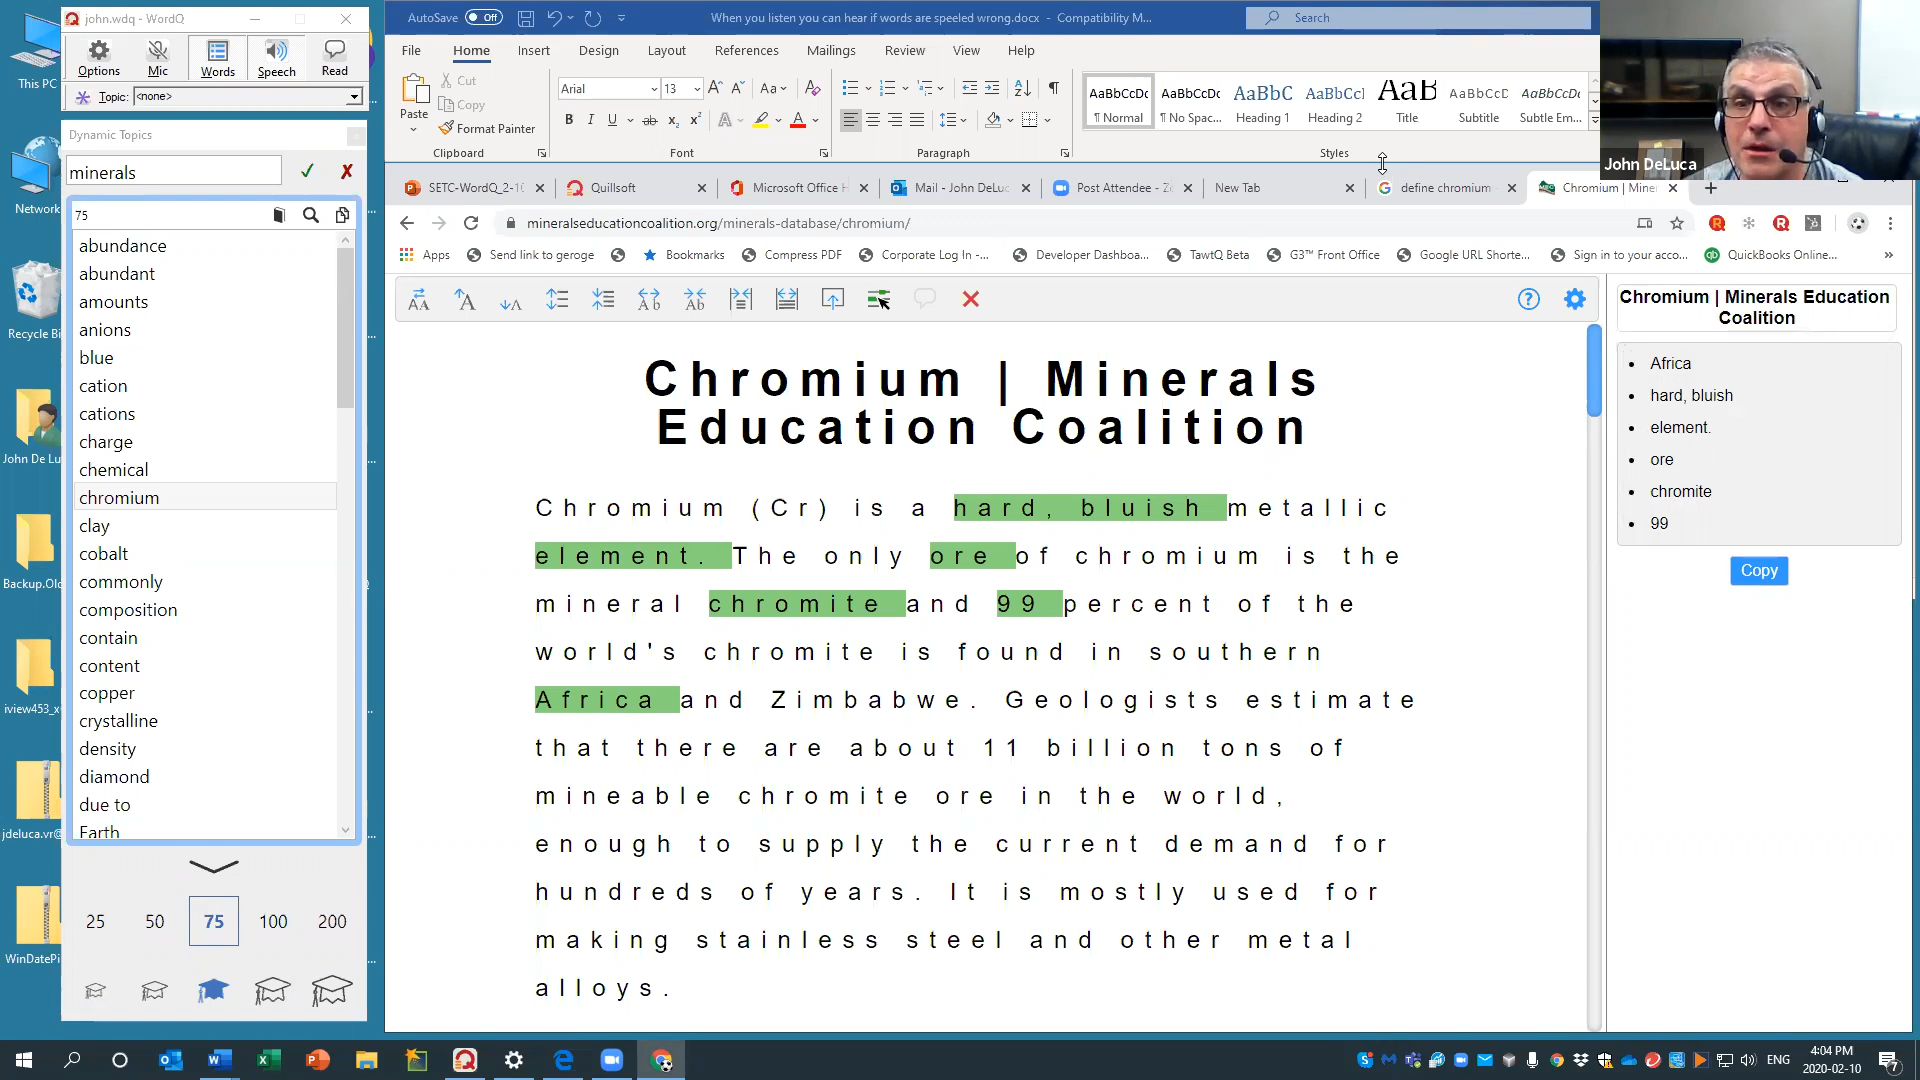 This PC
Network
Recycle Bi
John De Lu
Backup.Old
iview453_x
jdeluca.vr@
WinDatePi
john.wdq - WordQ
Options
Mic
Words
Speech
Read
Topic: <none>
Dynamic Topics
minerals
75
abundance
abundant
amounts
anions
blue
cation
cations
charge
chemical
chromium
clay
cobalt
commonly
composition
contain
content
copper
crystalline
density
diamond
due to
Earth
25 50 75 100 200
AutoSave Off
When you listen you can hear if words are speeled wrong.docx - Compatibility M...
Search
File Home Insert Design Layout References Mailings Review View Help
Paste
Cut
Copy
Format Painter
Clipboard
Arial 13
Font
Paragraph
AaBbCcDc AaBbCcDc AaBbC AaBbCcI AaB AaBbCcDc AaBbCcDc
¶ Normal ¶ No Spac... Heading 1 Heading 2 Title Subtitle Subtle Em...
Styles
John DeLuca
SETC-WordQ_2-10
Quillsoft
Microsoft Office H
Mail - John DeLuc
Post Attendee - Zo
New Tab
define chromium
Chromium | Miner
mineralseducationcoalition.org/minerals-database/chromium/
Apps Send link to geroge Bookmarks Compress PDF Corporate Log In -... Developer Dashboa... TawtQ Beta G3™ Front Office Google URL Shorte... Sign in to your acco... QuickBooks Online... »
Chromium | Minerals
Education Coalition
Chromium (Cr) is a hard, bluish metallic
element. The only ore of chromium is the
mineral chromite and 99 percent of the
world's chromite is found in southern
Africa and Zimbabwe. Geologists estimate
that there are about 11 billion tons of
mineable chromite ore in the world,
enough to supply the current demand for
hundreds of years. It is mostly used for
making stainless steel and other metal
alloys.
Chromium | Minerals Education
Coalition
• Africa
• hard, bluish
• element.
• ore
• chromite
• 99
Copy
ENG
4:04 PM
2020-02-10
7